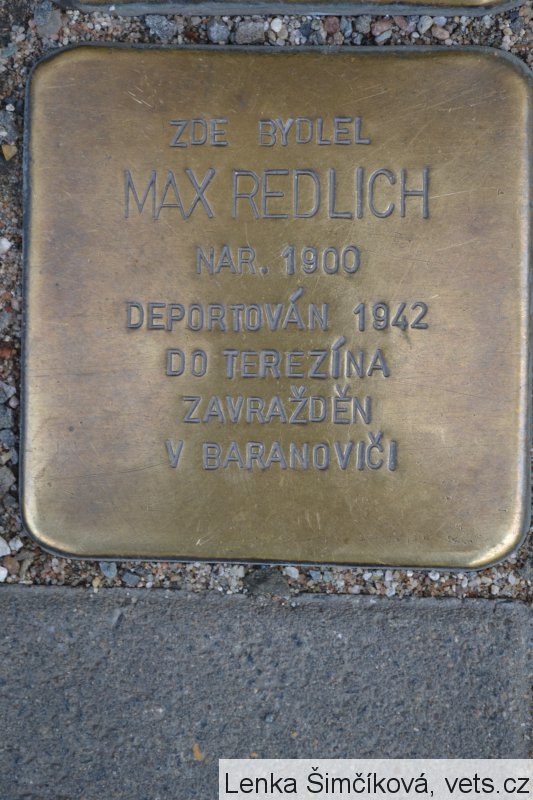 ZDE BYDLEL
MAX REDLICH
NAR. 1900
DEPORTOVÁN 1942
DO TEREZÍNA
ZAVRAŽDĚN
V BARANOVIČI
Lenka Šimčíková, vets.cz